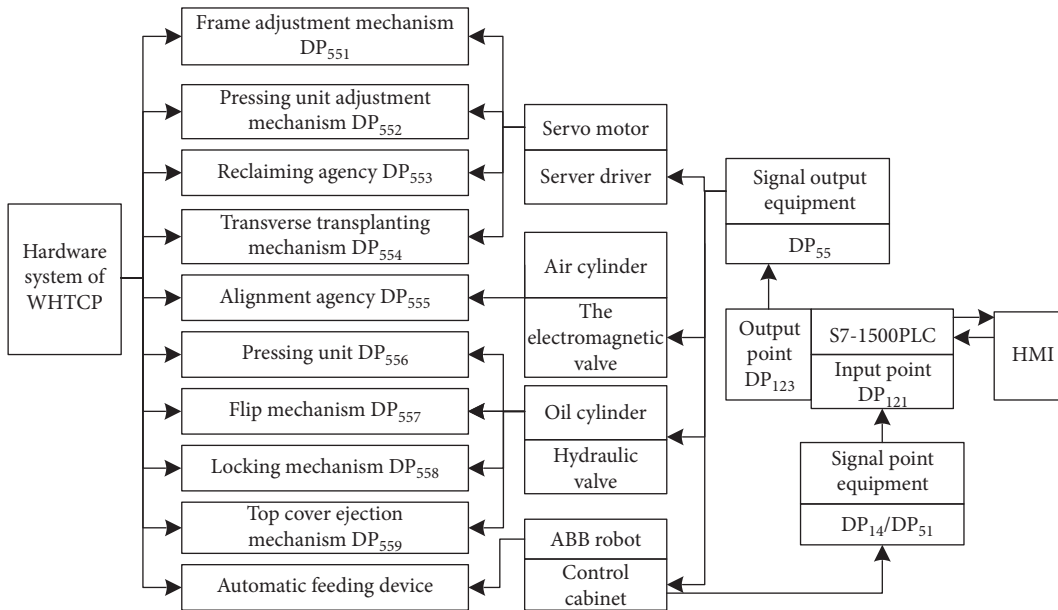 Hardware
system of
WHTCP
Frame adjustment mechanism
DP551
Pressing unit adjustment
mechanism DP552
Reclaiming agency DP553
Transverse transplanting
mechanism DP554
Alignment agency DP555
Pressing unit DP556
Flip mechanism DP557
Locking mechanism DP558
Top cover ejection
mechanism DP559
Automatic feeding device
Servo motor
Server driver
Air cylinder
The
electromagnetic
valve
Oil cylinder
Hydraulic
valve
ABB robot
Control
cabinet
Signal output
equipment
DP55
Output
point
DP123
S7-1500PLC
Input point
DP121
HMI
Signal point
equipment
DP14/DP51